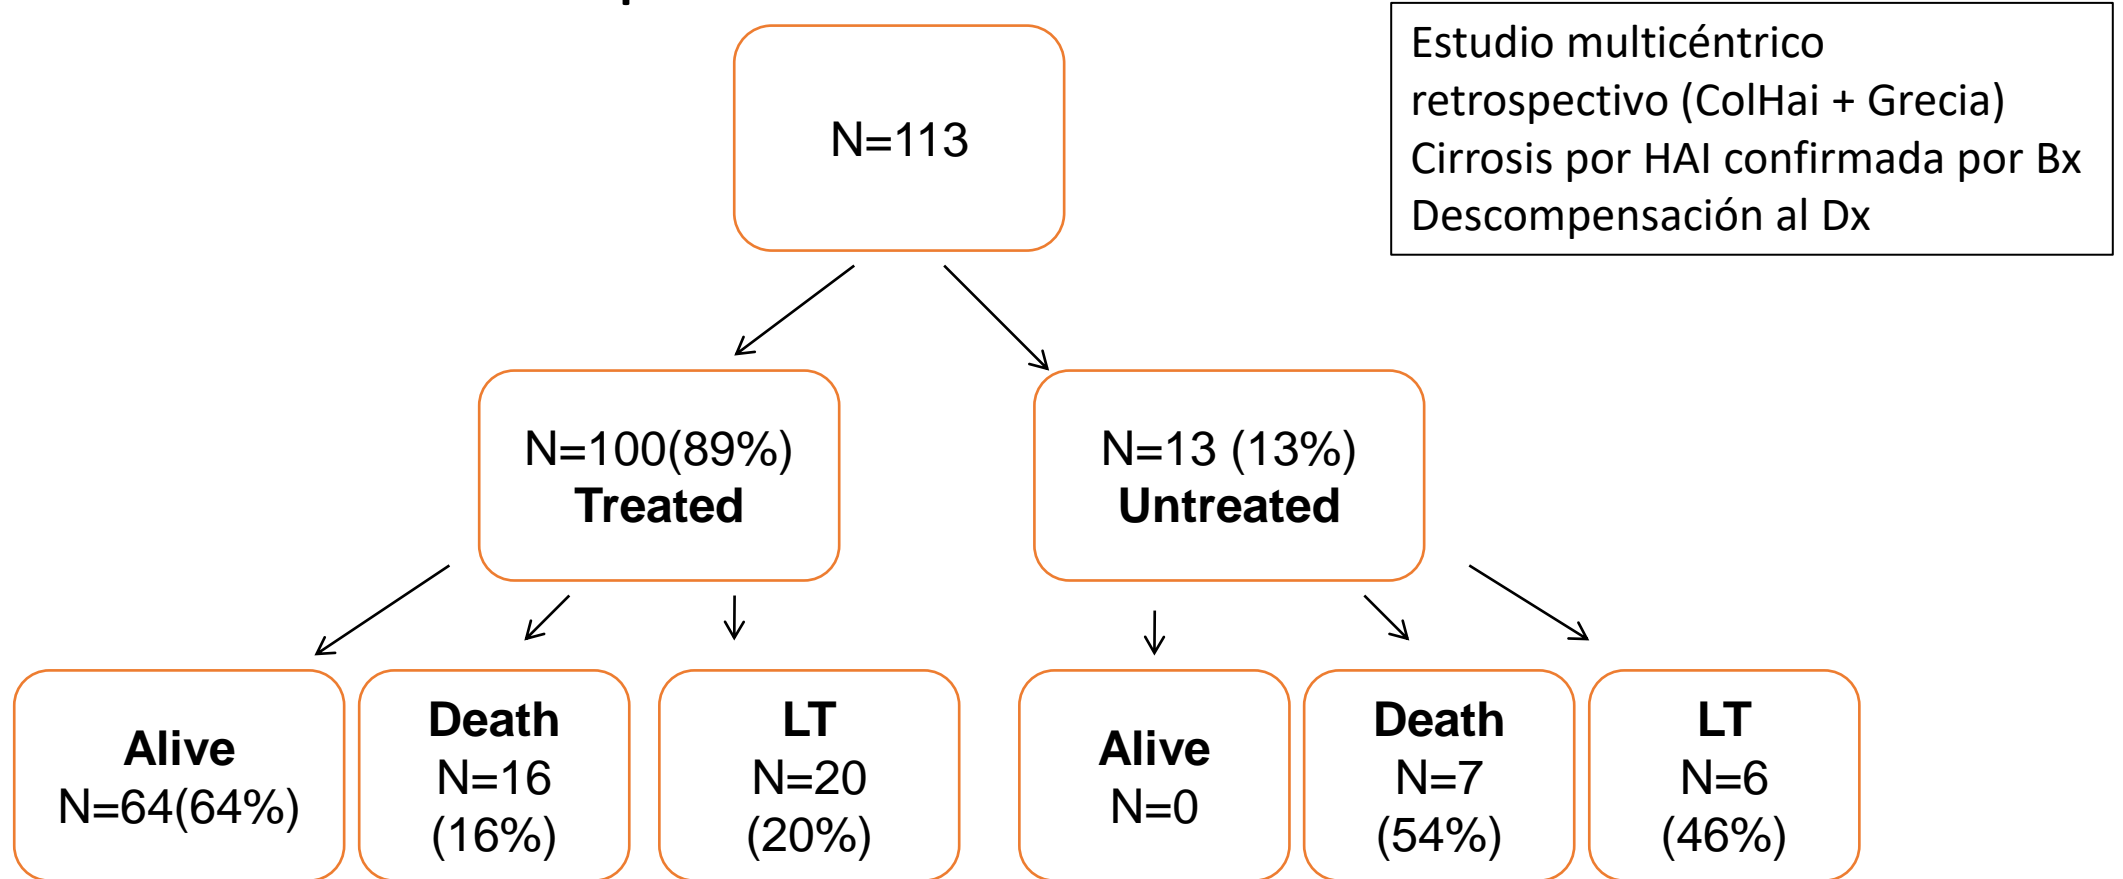 N=113
Estudio multicéntrico
retrospectivo (ColHai + Grecia)
Cirrosis por HAI confirmada por Bx
Descompensación al Dx
N=100(89%)
Treated
N=13 (13%)
Untreated
Alive
N=64(64%)
Death
N=16
(16%)
LT
N=20
(20%)
Alive
N=0
Death
N=7
(54%)
LT
N=6
(46%)